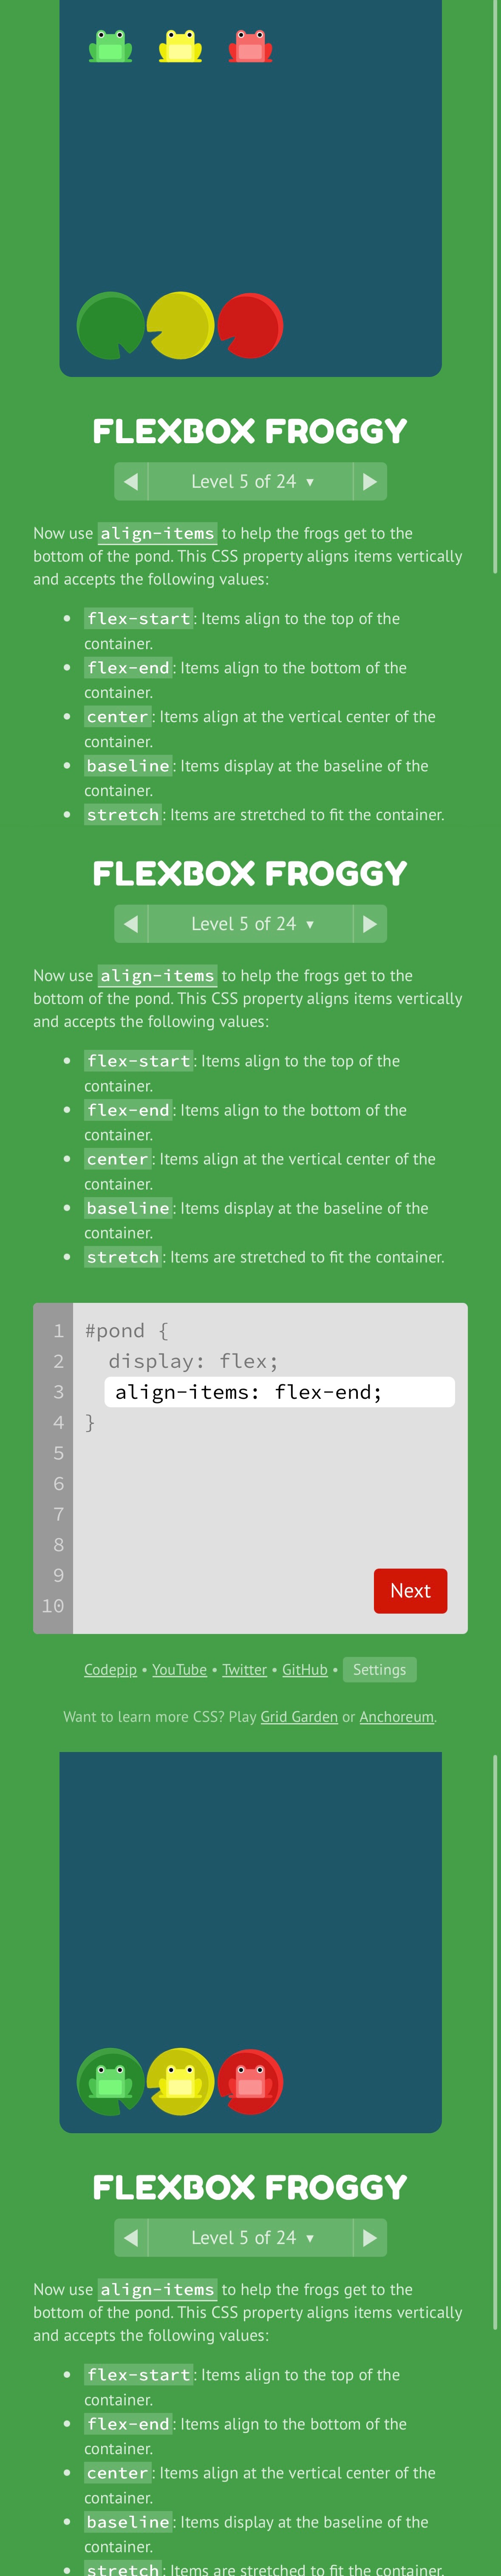 FLEXBOX FROGGY
◀ Level 5 of 24 ▼ ▶
Now use align-items to help the frogs get to the
bottom of the pond. This CSS property aligns items vertically
and accepts the following values:
• flex-start: Items align to the top of the
container.
• flex-end: Items align to the bottom of the
container.
• center: Items align at the vertical center of the
container.
• baseline: Items display at the baseline of the
container.
• stretch: Items are stretched to fit the container.
FLEXBOX FROGGY
◀ Level 5 of 24 ▼ ▶
Now use align-items to help the frogs get to the
bottom of the pond. This CSS property aligns items vertically
and accepts the following values:
• flex-start: Items align to the top of the
container.
• flex-end: Items align to the bottom of the
container.
• center: Items align at the vertical center of the
container.
• baseline: Items display at the baseline of the
container.
• stretch: Items are stretched to fit the container.
1 #pond {
2 display: flex;
3 align-items: flex-end;
4 }
5
6
7
8
9
10
Next
Codepip • YouTube • Twitter • GitHub • Settings
Want to learn more CSS? Play Grid Garden or Anchoreum.
FLEXBOX FROGGY
◀ Level 5 of 24 ▼ ▶
Now use align-items to help the frogs get to the
bottom of the pond. This CSS property aligns items vertically
and accepts the following values:
• flex-start: Items align to the top of the
container.
• flex-end: Items align to the bottom of the
container.
• center: Items align at the vertical center of the
container.
• baseline: Items display at the baseline of the
container.
• stretch: Items are stretched to fit the container.